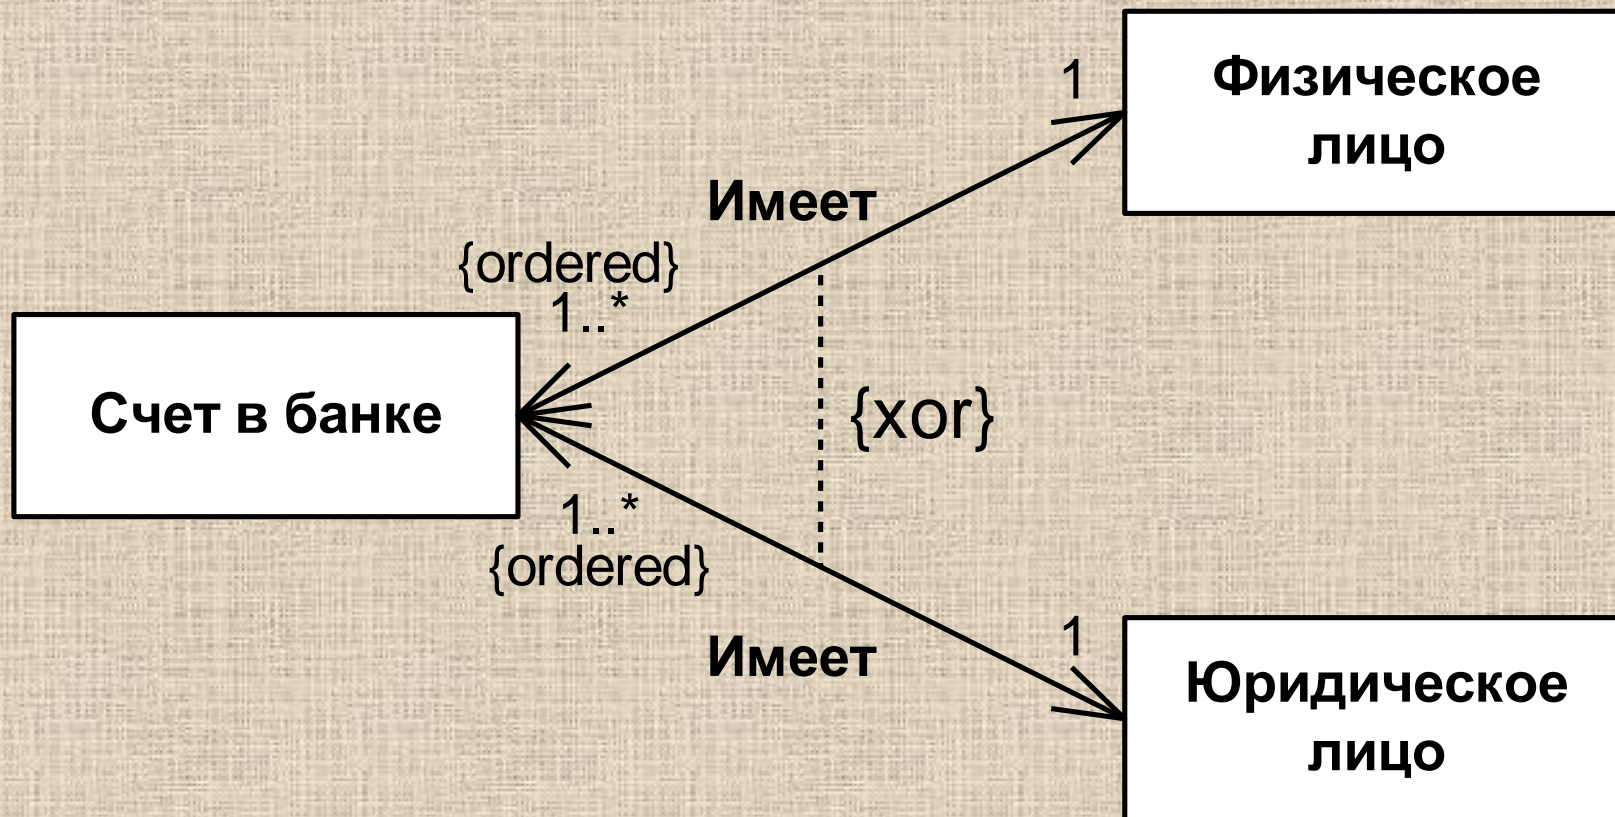 Физическое
лицо
1
Имеет
{ordered}
1..*
Счет в банке
{xor}
1..*
{ordered}
Имеет
1
Юридическое
лицо